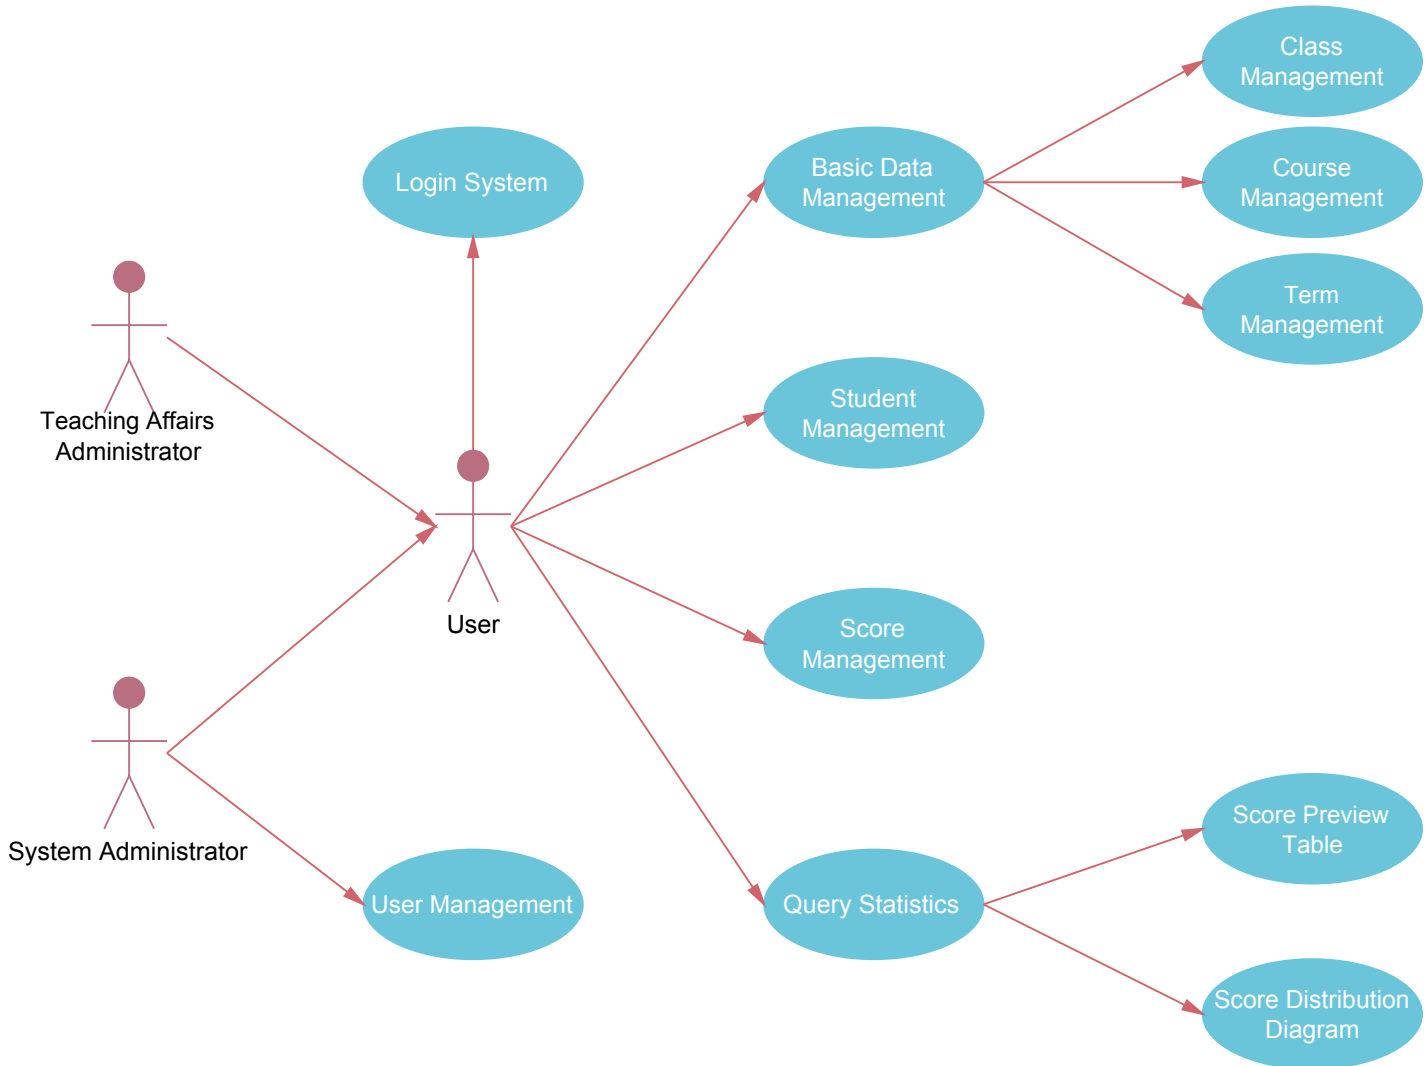 Class
Management
Login System
Basic Data
Management
Course
Management
Term
Management
Teaching Affairs
Administrator
Student
Management
User
Score
Management
System Administrator
User Management
Query Statistics
Score Preview
Table
Score Distribution
Diagram